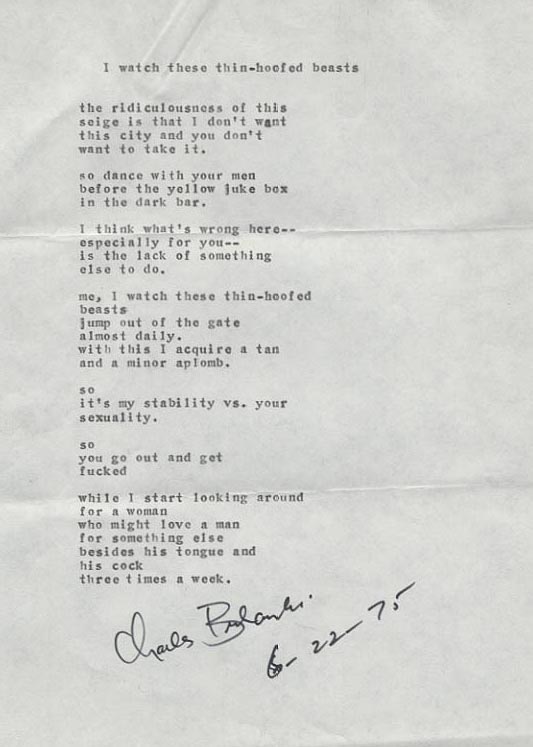 I watch these thin-hoofed beasts
the ridiculousness of this
seige is that I don't want
this city and you don't
want to take it.
so dance with your men
before the yellow juke box
in the dark bar.
I think what's wrong here--
especially for you--
is the lack of something
else to do.
me, I watch these thin-hoofed
beasts
jump out of the gate
almost daily.
with this I acquire a tan
and a minor aplomb.
so
it's my stability vs. your
sexuality.
so
you go out and get
fucked
while I start looking around
for a woman
who might love a man
for something else
besides his tongue and
his cock
three times a week.
Charles Bukowski.
6-22-75